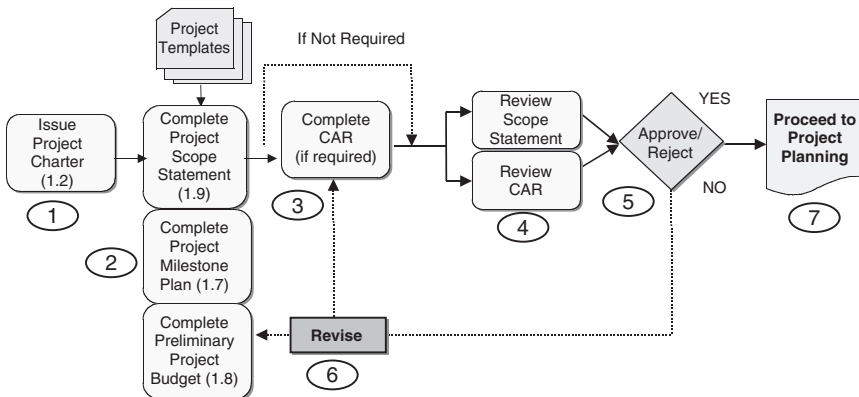 Project
Templates
If Not Required
Issue
Project
Charter
(1.2)
1
Complete
Project
Scope
Statement
(1.9)
2
Complete
Project
Milestone
Plan (1.7)
Complete
Preliminary
Project
Budget (1.8)
Complete
CAR
(if required)
3
Review
Scope
Statement
Review
CAR
4
Approve/
Reject
5
YES
NO
Revise
6
Proceed to
Project
Planning
7